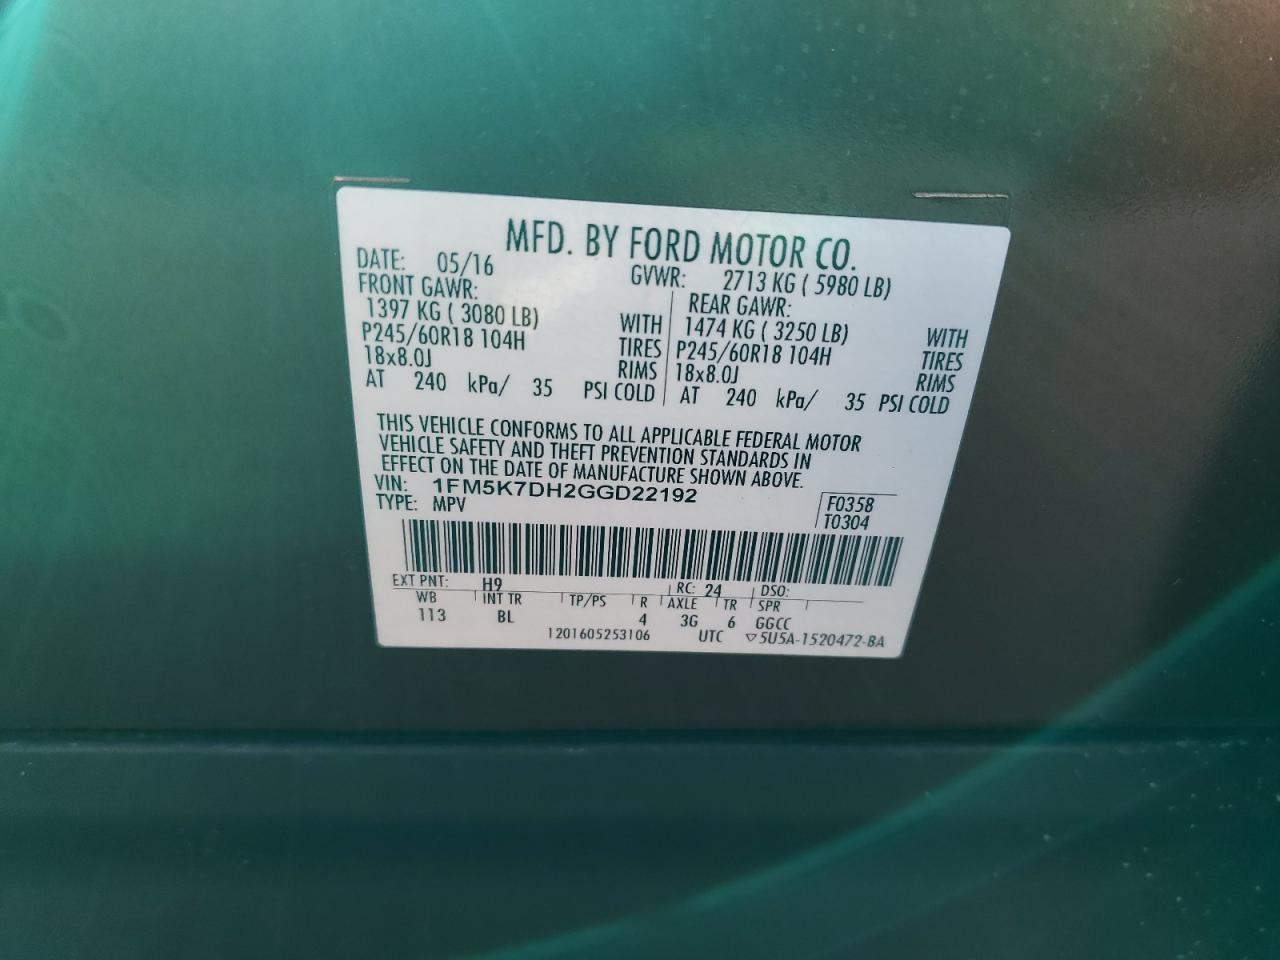 MFD. BY FORD MOTOR CO.
DATE: 05/16 GVWR: 2713 KG ( 5980 LB)
FRONT GAWR: REAR GAWR:
1397 KG ( 3080 LB) WITH 1474 KG ( 3250 LB) WITH
P245/60R18 104H TIRES P245/60R18 104H TIRES
18x8.0J RIMS 18x8.0J RIMS
AT 240 kPa/ 35 PSI COLD AT 240 kPa/ 35 PSI COLD
THIS VEHICLE CONFORMS TO ALL APPLICABLE FEDERAL MOTOR
VEHICLE SAFETY AND THEFT PREVENTION STANDARDS IN
EFFECT ON THE DATE OF MANUFACTURE SHOWN ABOVE.
VIN: 1FM5K7DH2GGD22192
TYPE: MPV
F0358
T0304
EXT PNT: H9 RC: 24 DSO:
WB INT TR TP/PS R AXLE TR SPR
113 BL 4 3G 6 GGCC
1201605253106 UTC ▽5U5A-1520472-BA